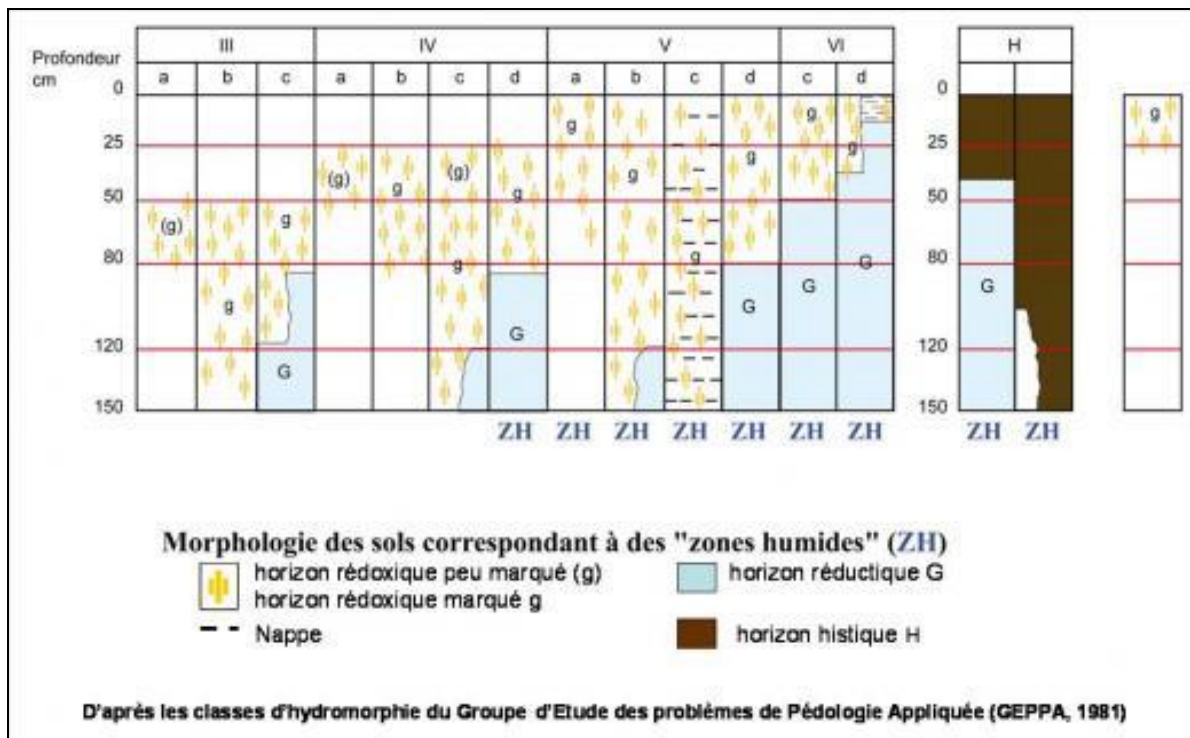 III IV V VI H
Profondeur
cm
a b c a b c d a b c d c d
0 0
g g g
25 25
(g) (g) g g g g
50 50
(g) g
80 g g 80
G G G G
g
G
120 120
G
150 150
ZH ZH ZH ZH ZH ZH ZH ZH ZH
Morphologie des sols correspondant à des "zones humides" (ZH)
horizon rédoxique peu marqué (g) horizon réductique G
horizon rédoxique marqué g
Nappe horizon histique H
D'après les classes d'hydromorphie du Groupe d'Etude des problèmes de Pédologie Appliquée (GEPPA, 1981)